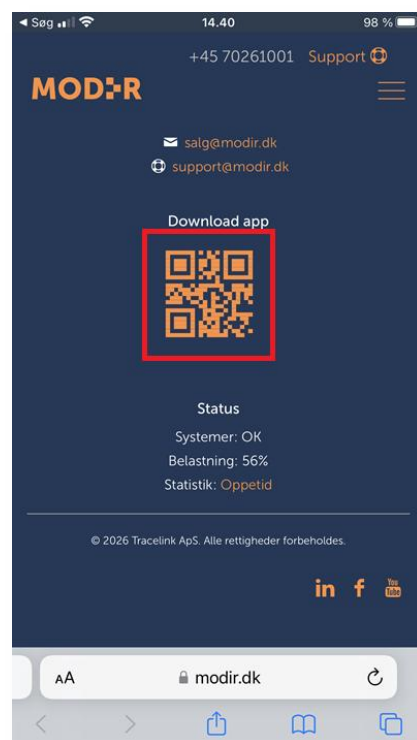 Søg 14.40 98 %
+45 70261001 Support
MODIR
salg@modir.dk
support@modir.dk
Download app
Status
Systemer: OK
Belastning: 56%
Statistik: Oppetid
© 2026 Tracelink ApS. Alle rettigheder forbeholdes.
in f You Tube
AA modir.dk